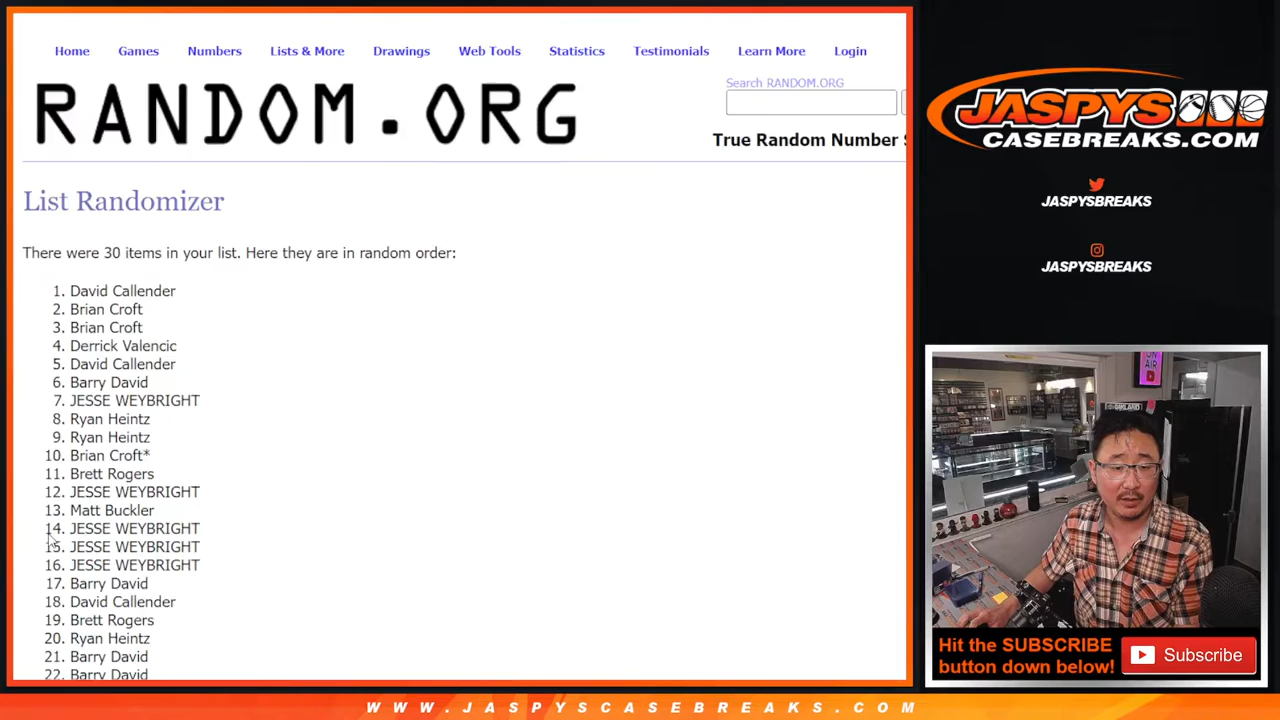 Home Games Numbers Lists & More Drawings Web Tools Statistics Testimonials Learn More Login
RANDOM.ORG
Search RANDOM.ORG
True Random Number S
List Randomizer
There were 30 items in your list. Here they are in random order:
1. David Callender
2. Brian Croft
3. Brian Croft
4. Derrick Valencic
5. David Callender
6. Barry David
7. JESSE WEYBRIGHT
8. Ryan Heintz
9. Ryan Heintz
10. Brian Croft*
11. Brett Rogers
12. JESSE WEYBRIGHT
13. Matt Buckler
14. JESSE WEYBRIGHT
15. JESSE WEYBRIGHT
16. JESSE WEYBRIGHT
17. Barry David
18. David Callender
19. Brett Rogers
20. Ryan Heintz
21. Barry David
22. Barry David
JASPYS
CASEBREAKS.COM
JASPYSBREAKS
JASPYSBREAKS
ON AIR
Hit the SUBSCRIBE
button down below!
Subscribe
WWW.JASPYSCASEBREAKS.COM